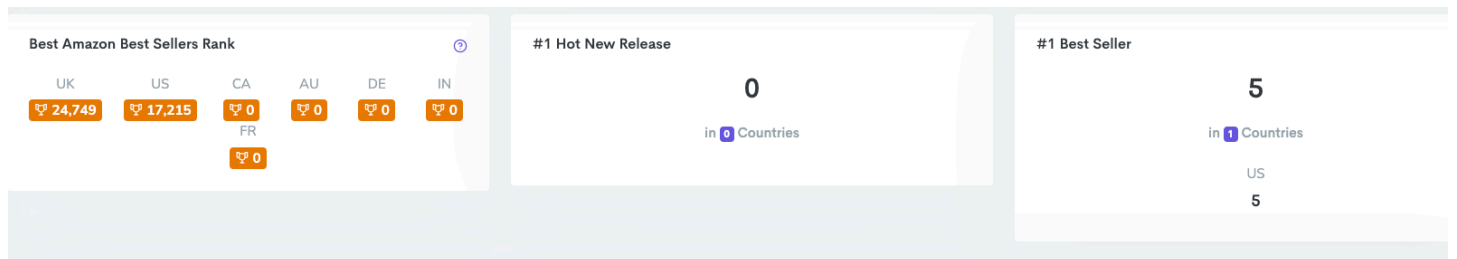 Best Amazon Best Sellers Rank
UK US CA AU DE IN
24,749 17,215 0 0 0 0
FR
0
#1 Hot New Release
0
in 0 Countries
#1 Best Seller
5
in 1 Countries
US
5